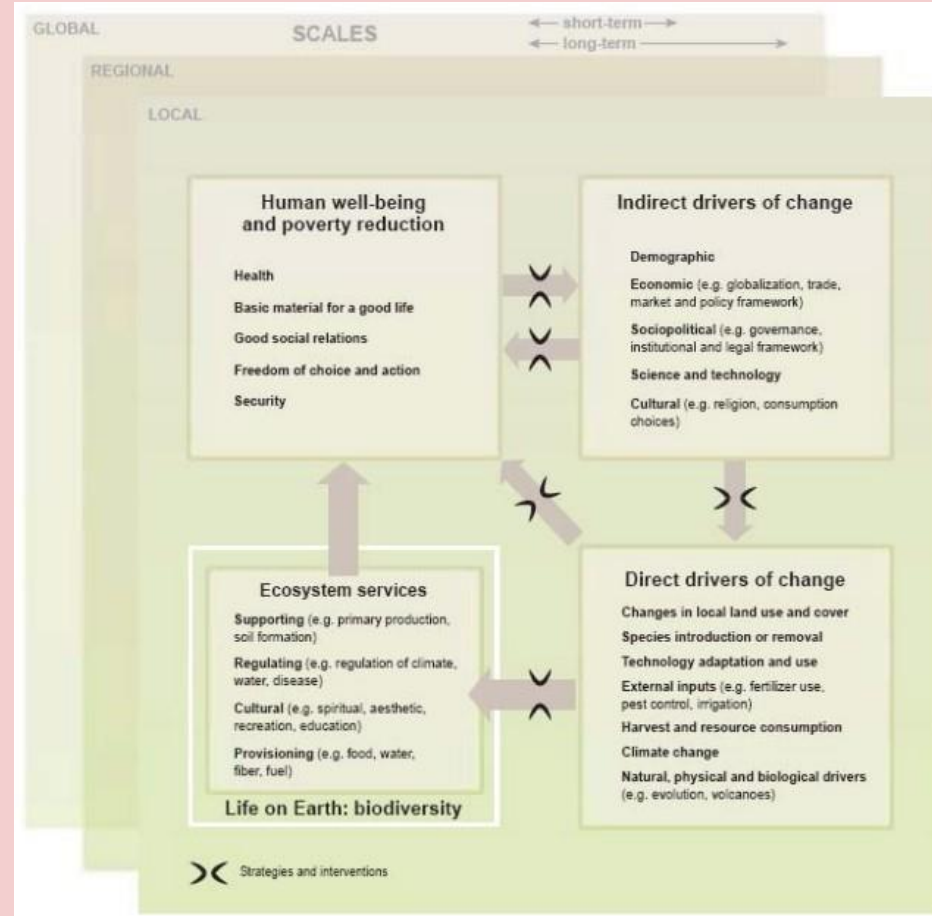 GLOBAL
SCALES
short-term
long-term
REGIONAL
LOCAL
Human well-being
and poverty reduction
Health
Basic material for a good life
Good social relations
Freedom of choice and action
Security
Indirect drivers of change
Demographic
Economic (e.g. globalization, trade,
market and policy framework)
Sociopolitical (e.g. governance,
institutional and legal framework)
Science and technology
Cultural (e.g. religion, consumption
choices)
Ecosystem services
Supporting (e.g. primary production,
soil formation)
Regulating (e.g. regulation of climate,
water, disease)
Cultural (e.g. spiritual, aesthetic,
recreation, education)
Provisioning (e.g. food, water,
fiber, fuel)
Life on Earth: biodiversity
Direct drivers of change
Changes in local land use and cover
Species introduction or removal
Technology adaptation and use
External inputs (e.g. fertilizer use,
pest control, irrigation)
Harvest and resource consumption
Climate change
Natural, physical and biological drivers
(e.g. evolution, volcanoes)
Strategies and interventions